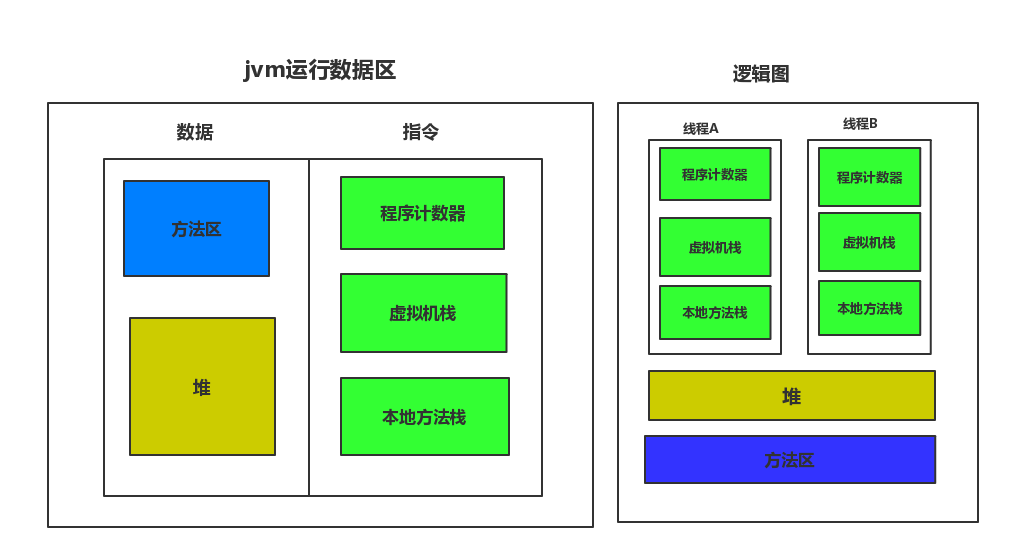 jvm运行数据区
数据
指令
方法区
堆
程序计数器
虚拟机栈
本地方法栈
逻辑图
线程A
程序计数器
虚拟机栈
本地方法栈
线程B
程序计数器
虚拟机栈
本地方法栈
堆
方法区